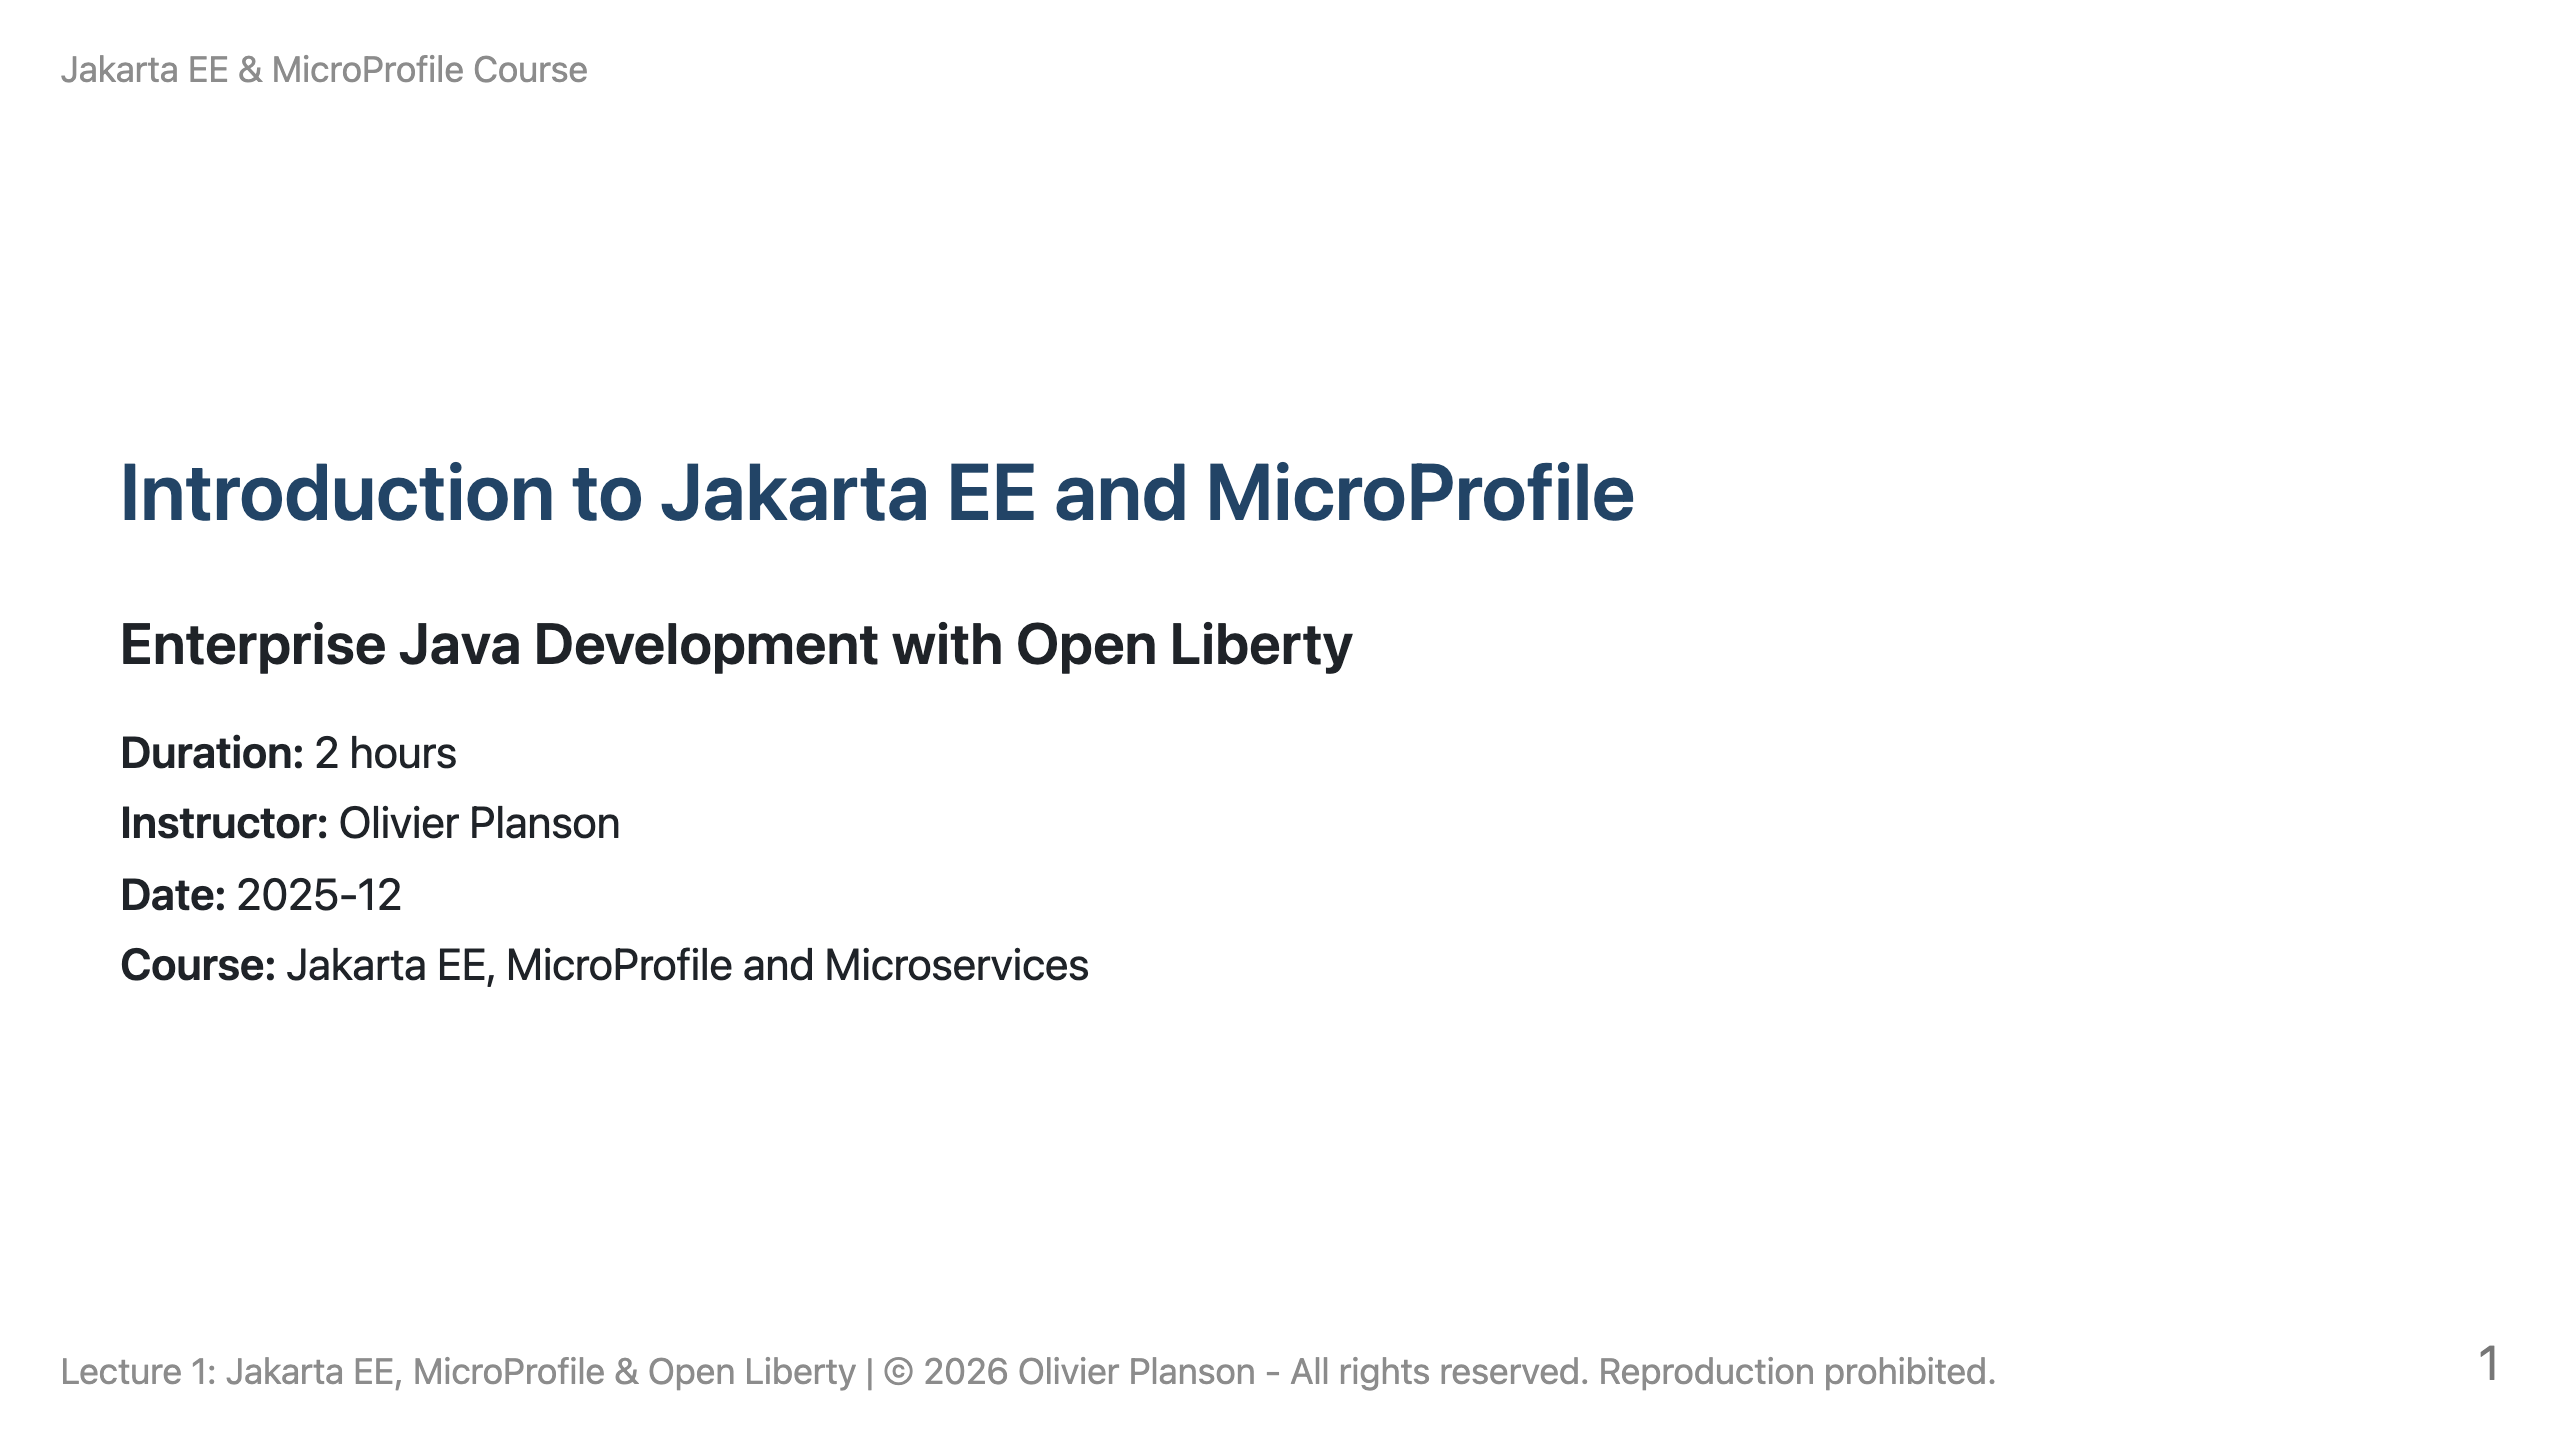 Jakarta EE & MicroProfile Course
Introduction to Jakarta EE and MicroProfile
Enterprise Java Development with Open Liberty
Duration: 2 hours
Instructor: Olivier Planson
Date: 2025-12
Course: Jakarta EE, MicroProfile and Microservices
Lecture 1: Jakarta EE, MicroProfile & Open Liberty | © 2026 Olivier Planson - All rights reserved. Reproduction prohibited.
1